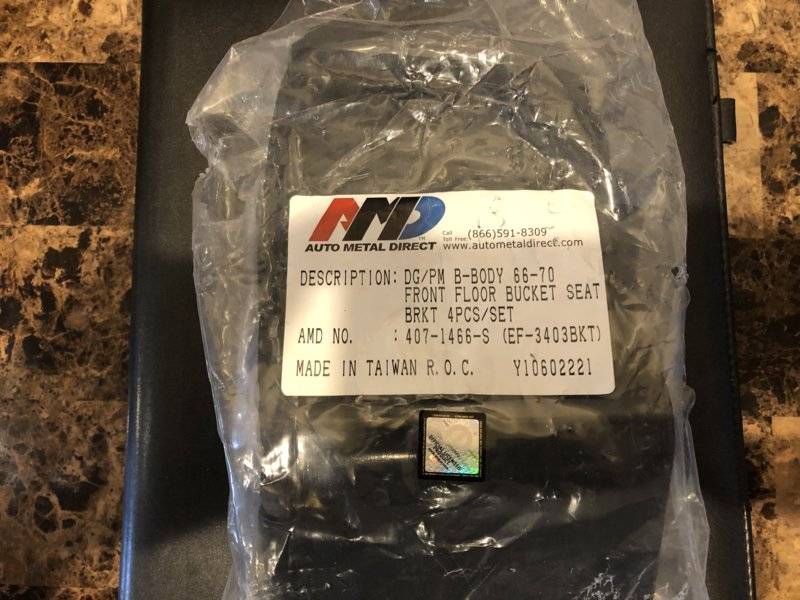 AMD
TM
AUTO METAL DIRECT
Call Toll Free: (866)591-8309
www.autometaldirect.com
DESCRIPTION: DG/PM B-BODY 66-70
FRONT FLOOR BUCKET SEAT
BRKT 4PCS/SET
AMD NO. : 407-1466-S (EF-3403BKT)
MADE IN TAIWAN R.O.C. Y10602221